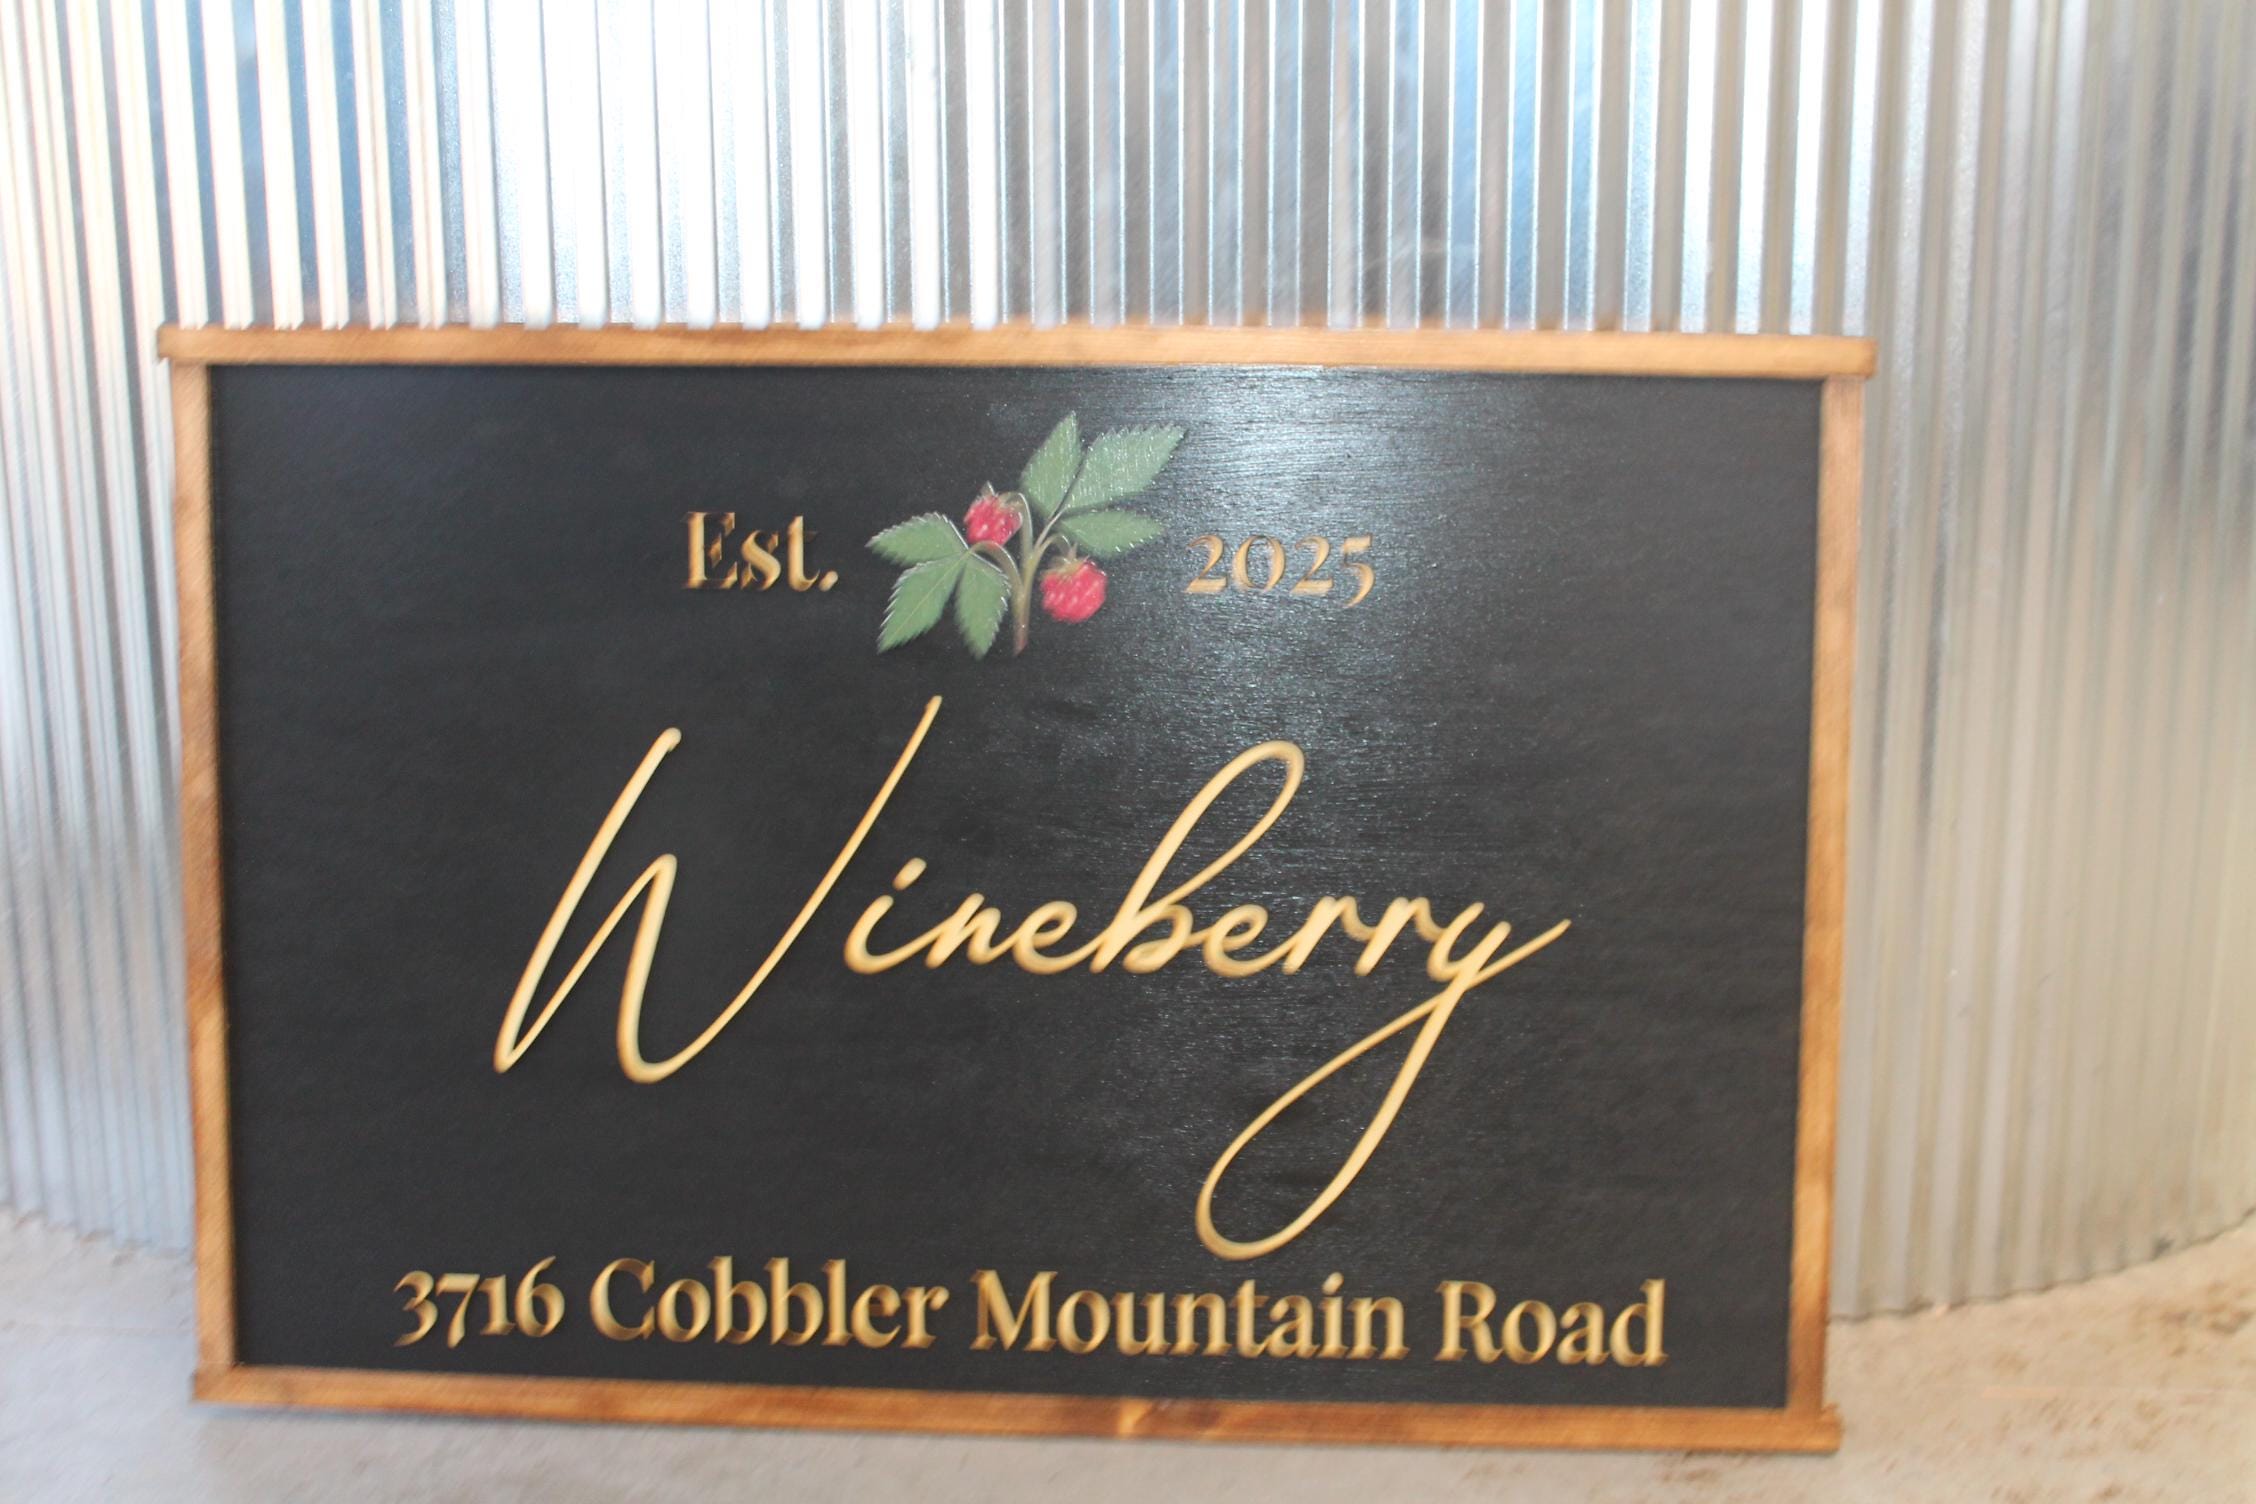 Est. 2025
Wineberry
3716 Cobbler Mountain Road